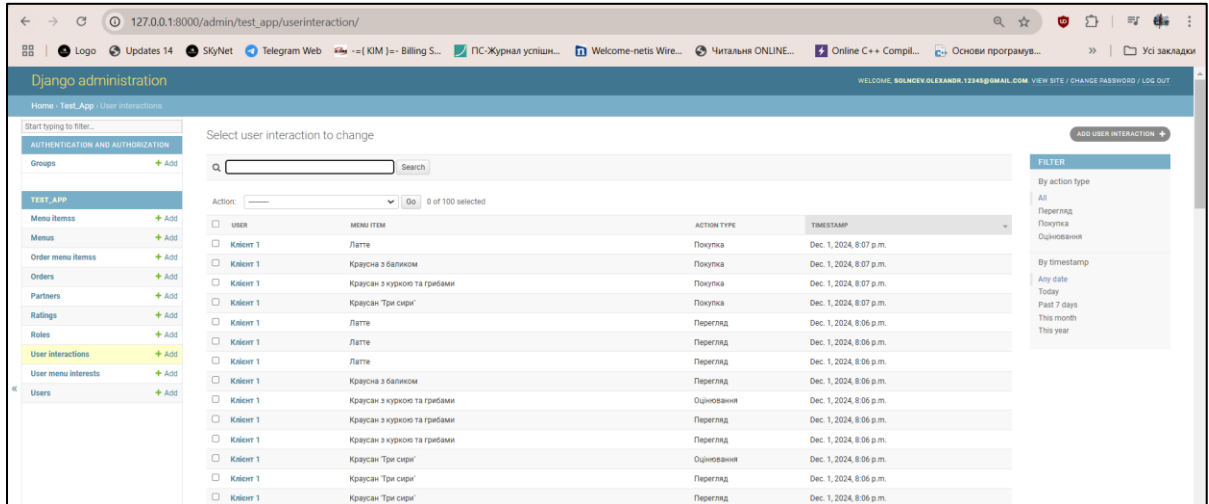 127.0.0.1:8000/admin/test_app/userinteraction/
Logo Updates 14 SKyNet Telegram Web -=[ KIM ]=- Billing S... ПС-Журнал успішн... Welcome-netis Wire... Читальня ONLINE... Online C++ Compil... Основи програмув... » Усі закладки
Django administration
WELCOME, SOLNCEV.OLEXANDR.12345@GMAIL.COM. VIEW SITE / CHANGE PASSWORD / LOG OUT
Home › Test_App › User interactions
Start typing to filter...
AUTHENTICATION AND AUTHORIZATION
Groups + Add
TEST_APP
Menu itemss + Add
Menus + Add
Order menu itemss + Add
Orders + Add
Partners + Add
Ratings + Add
Roles + Add
User interactions + Add
User menu interests + Add
Users + Add
«
Select user interaction to change
ADD USER INTERACTION +
Search
Action: --------- Go 0 of 100 selected
USER MENU ITEM ACTION TYPE TIMESTAMP
Клієнт 1 Латте Покупка Dec. 1, 2024, 8:07 p.m.
Клієнт 1 Краусна з баликом Покупка Dec. 1, 2024, 8:07 p.m.
Клієнт 1 Краусан з куркою та грибами Покупка Dec. 1, 2024, 8:07 p.m.
Клієнт 1 Краусан 'Три сири' Покупка Dec. 1, 2024, 8:07 p.m.
Клієнт 1 Латте Перегляд Dec. 1, 2024, 8:06 p.m.
Клієнт 1 Латте Перегляд Dec. 1, 2024, 8:06 p.m.
Клієнт 1 Латте Перегляд Dec. 1, 2024, 8:06 p.m.
Клієнт 1 Краусна з баликом Перегляд Dec. 1, 2024, 8:06 p.m.
Клієнт 1 Краусан з куркою та грибами Оцінювання Dec. 1, 2024, 8:06 p.m.
Клієнт 1 Краусан з куркою та грибами Перегляд Dec. 1, 2024, 8:06 p.m.
Клієнт 1 Краусан з куркою та грибами Перегляд Dec. 1, 2024, 8:06 p.m.
Клієнт 1 Краусан 'Три сири' Оцінювання Dec. 1, 2024, 8:06 p.m.
Клієнт 1 Краусан 'Три сири' Перегляд Dec. 1, 2024, 8:06 p.m.
Клієнт 1 Краусан 'Три сири' Перегляд Dec. 1, 2024, 8:06 p.m.
FILTER
By action type
All
Перегляд
Покупка
Оцінювання
By timestamp
Any date
Today
Past 7 days
This month
This year